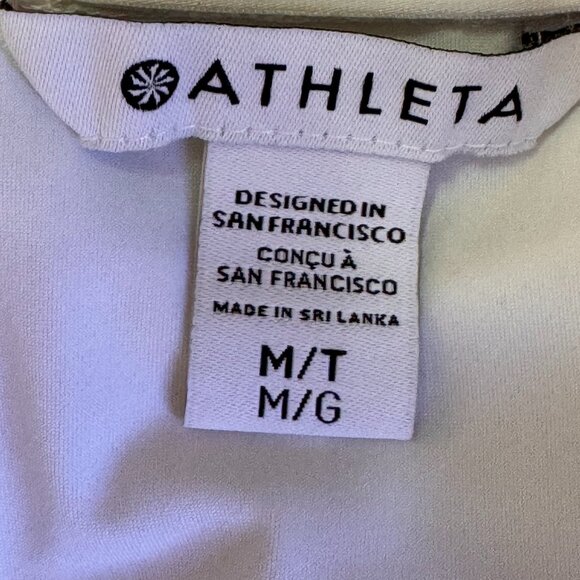 ATHLETA
DESIGNED IN
SAN FRANCISCO
CONÇU À
SAN FRANCISCO
MADE IN SRI LANKA
M/T
M/G